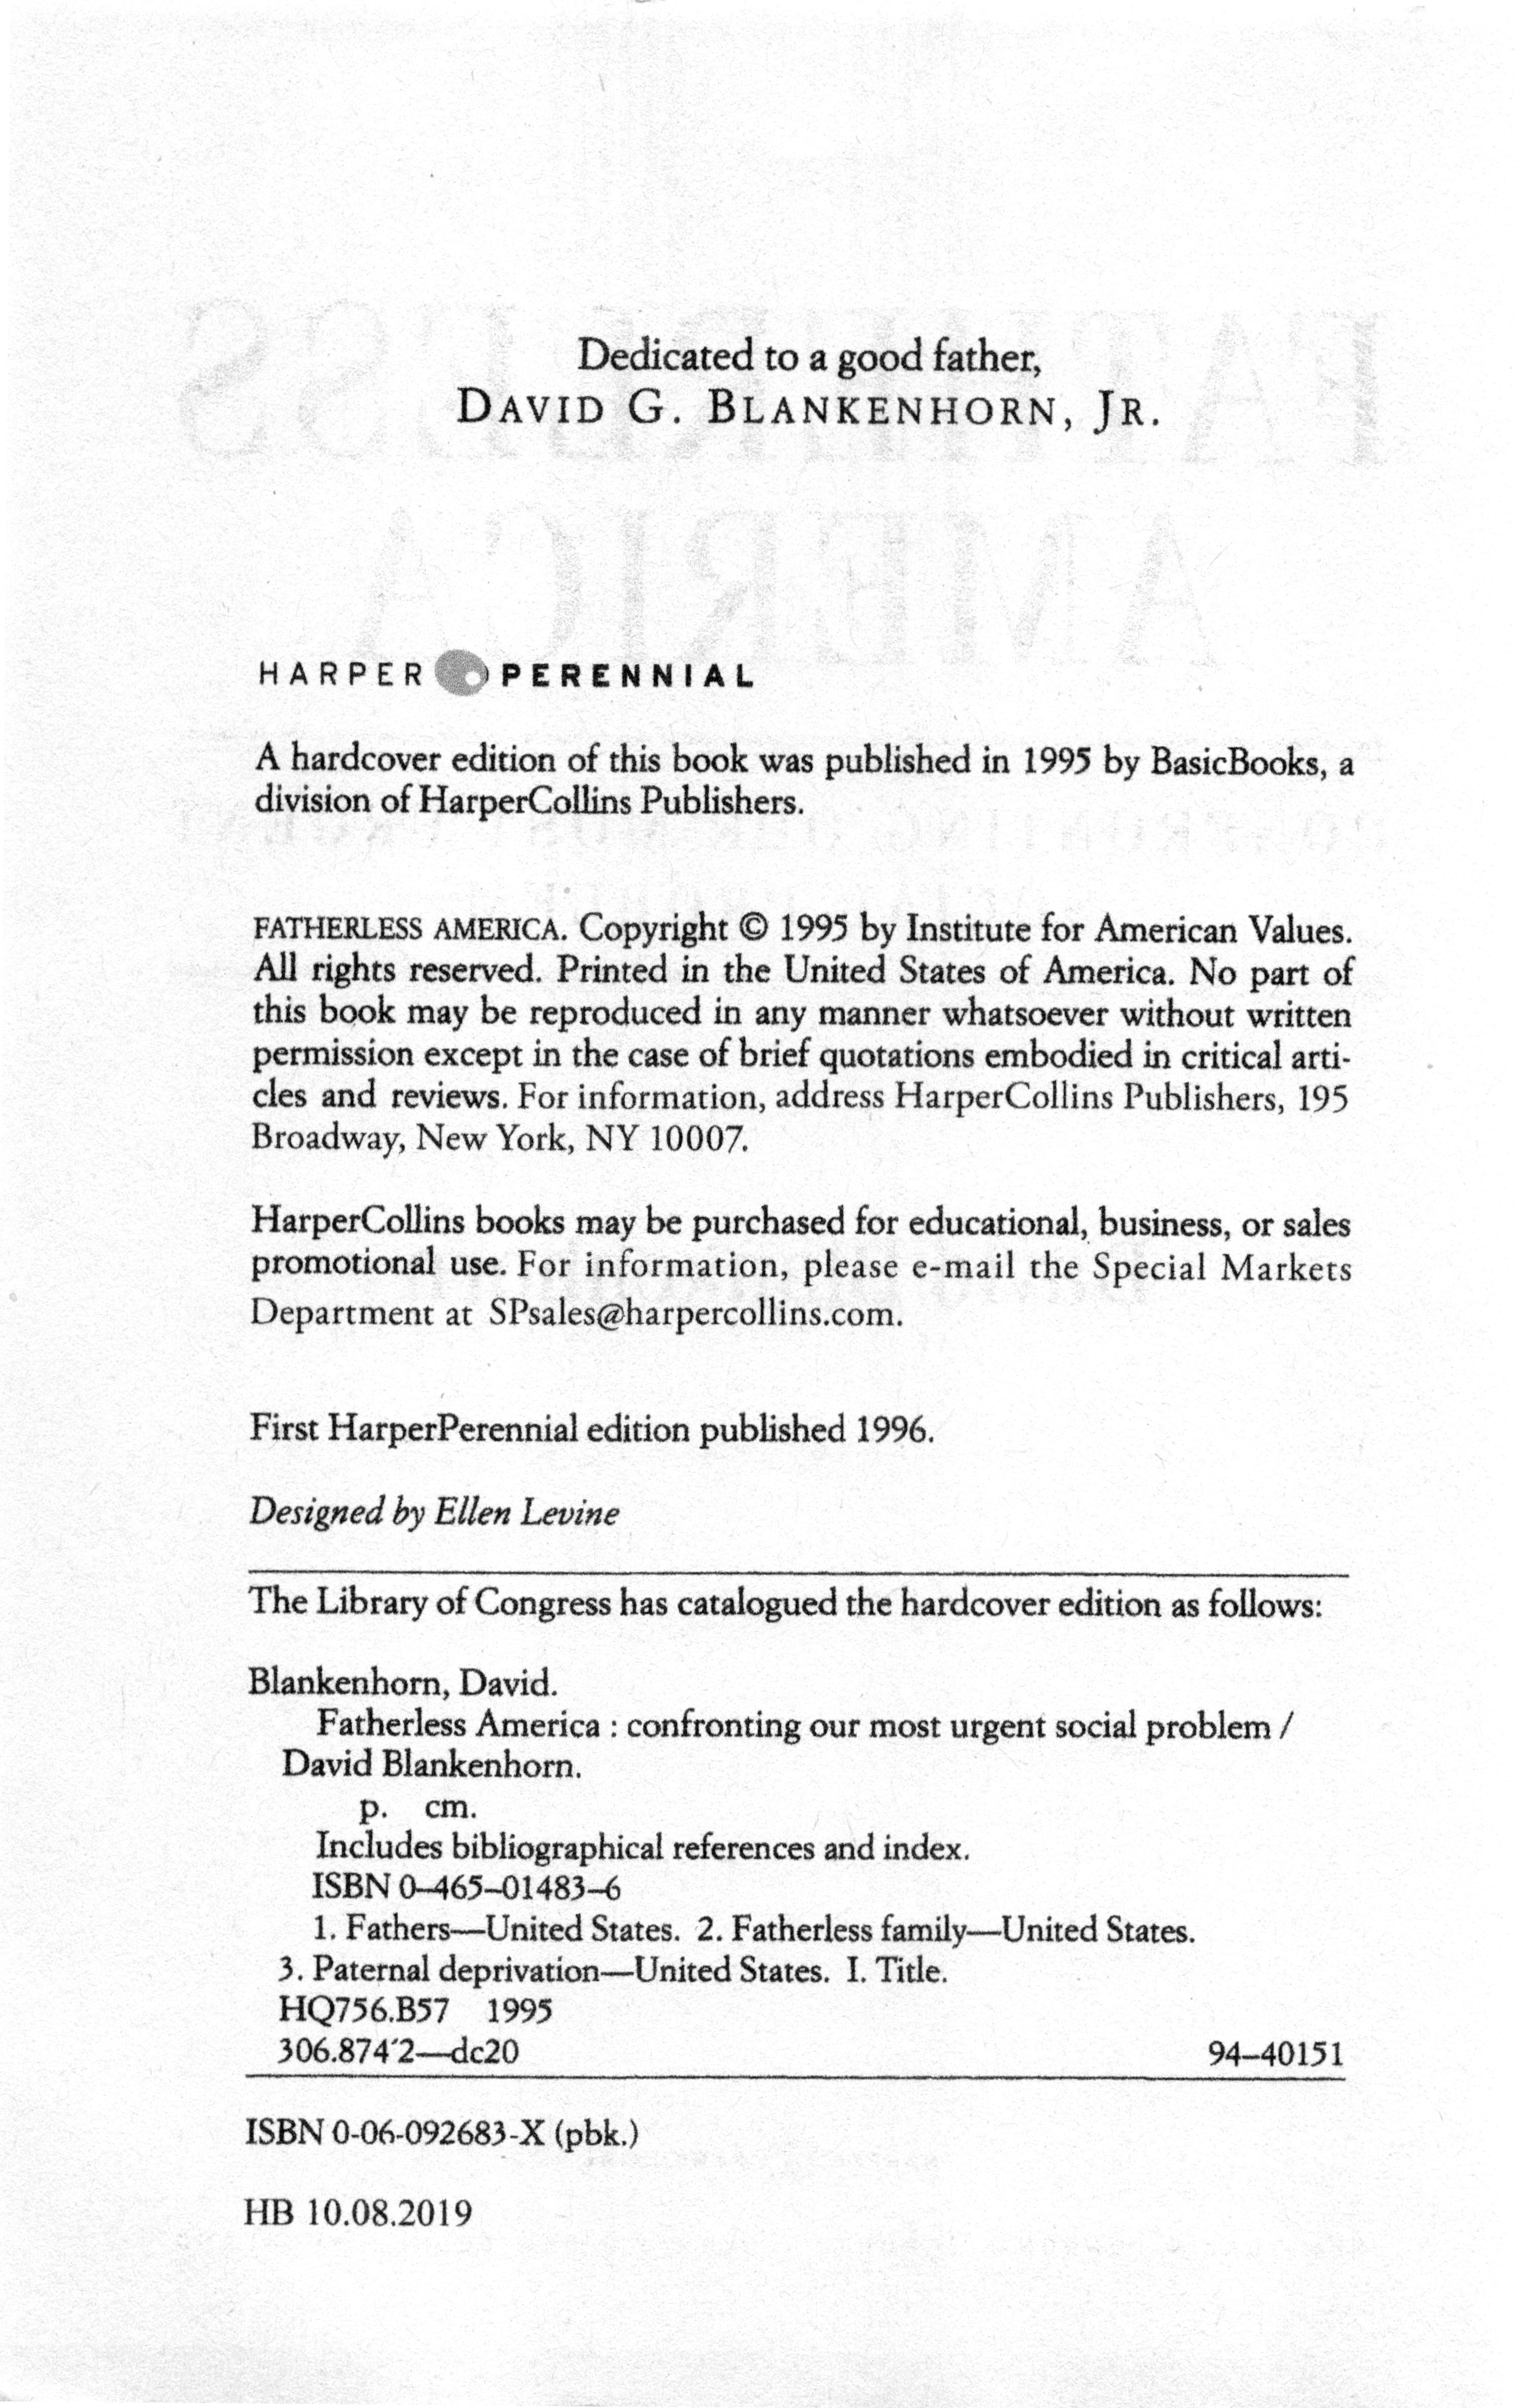 Dedicated to a good father,
DAVID G. BLANKENHORN, JR.
HARPER PERENNIAL
A hardcover edition of this book was published in 1995 by BasicBooks, a
division of HarperCollins Publishers.
FATHERLESS AMERICA. Copyright © 1995 by Institute for American Values.
All rights reserved. Printed in the United States of America. No part of
this book may be reproduced in any manner whatsoever without written
permission except in the case of brief quotations embodied in critical arti-
cles and reviews. For information, address HarperCollins Publishers, 195
Broadway, New York, NY 10007.
HarperCollins books may be purchased for educational, business, or sales
promotional use. For information, please e-mail the Special Markets
Department at SPsales@harpercollins.com.
First HarperPerennial edition published 1996.
Designed by Ellen Levine
The Library of Congress has catalogued the hardcover edition as follows:
Blankenhorn, David.
Fatherless America : confronting our most urgent social problem /
David Blankenhorn.
p. cm.
Includes bibliographical references and index.
ISBN 0–465–01483–6
1. Fathers—United States. 2. Fatherless family—United States.
3. Paternal deprivation—United States. I. Title.
HQ756.B57 1995
306.874′2—dc20 94–40151
ISBN 0-06-092683-X (pbk.)
HB 10.08.2019